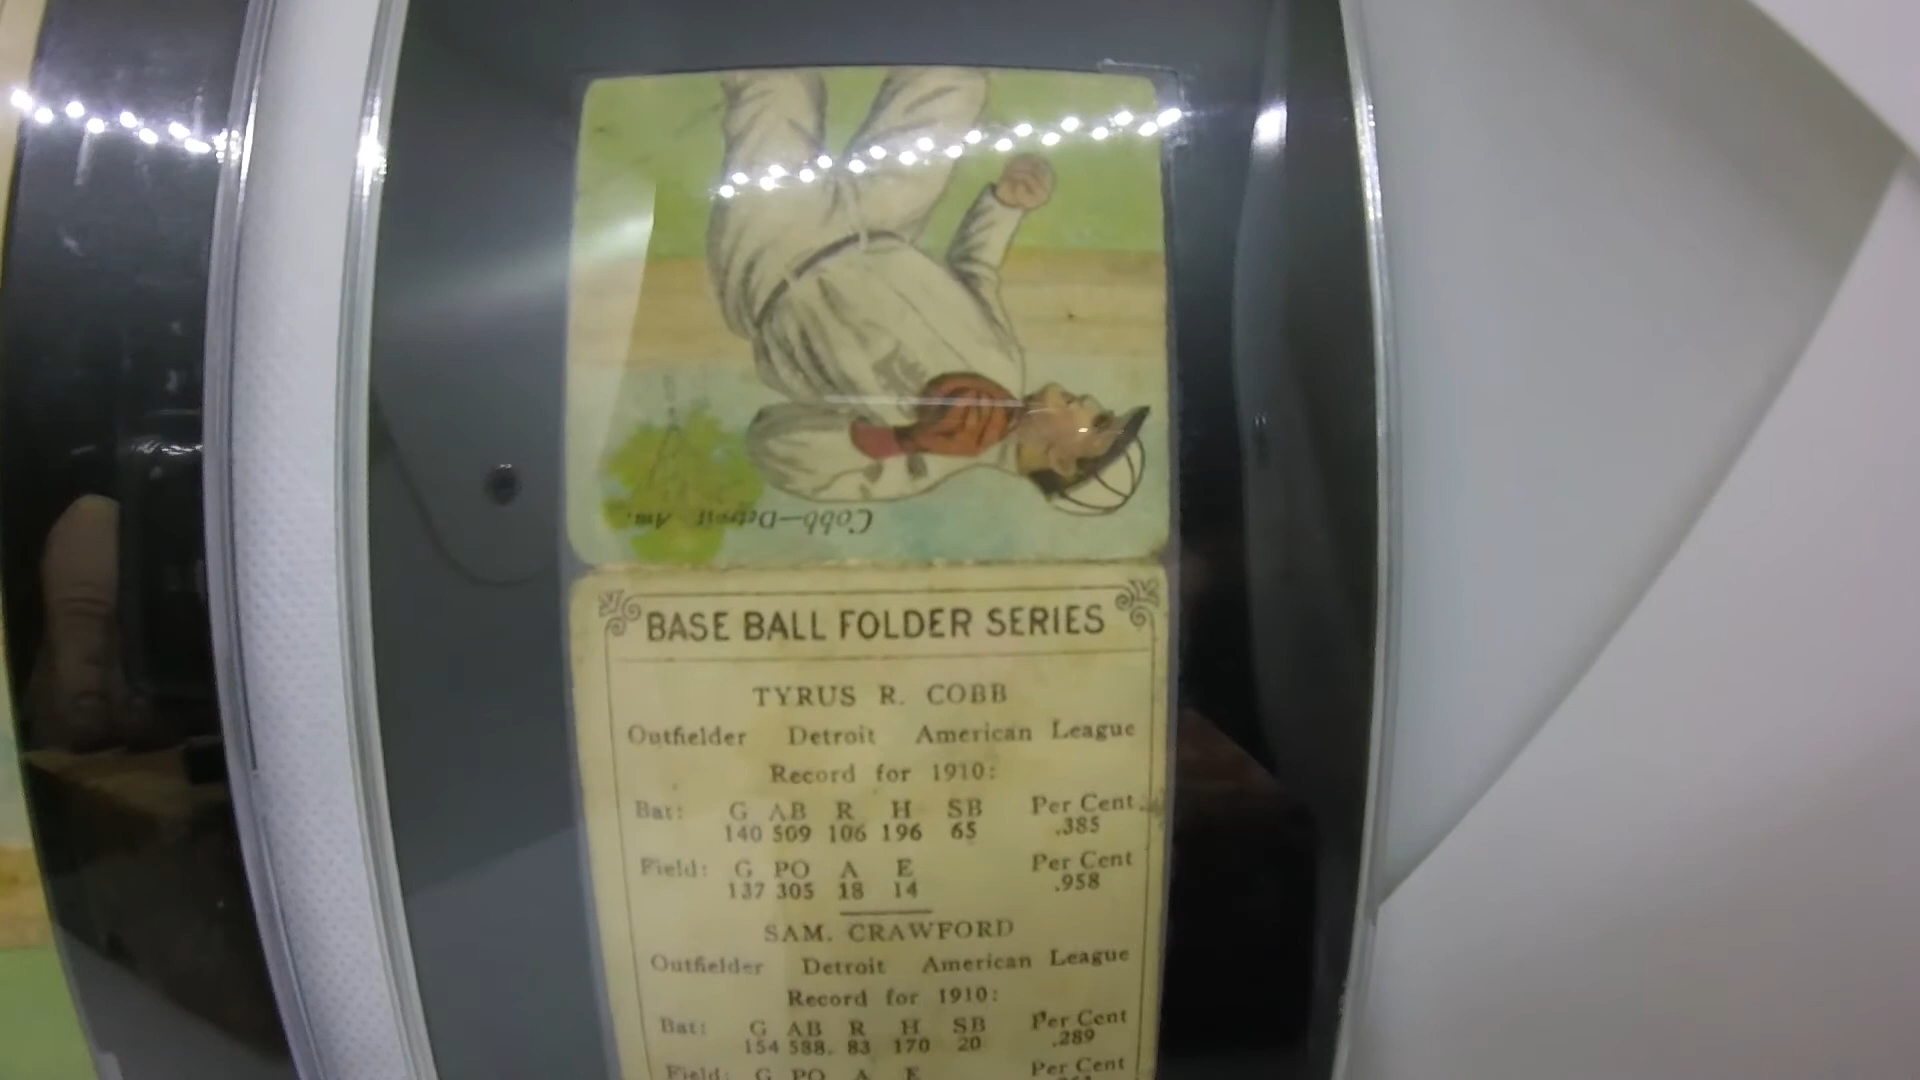 Cobb—Detroit Am.
BASE BALL FOLDER SERIES
TYRUS R. COBB
Outfielder Detroit American League
Record for 1910:
Bat: G AB R H SB Per Cent.
140 509 106 196 65 .385
Field: G PO A E Per Cent
137 305 18 14 .958
SAM. CRAWFORD
Outfielder Detroit American League
Record for 1910:
Bat: G AB R H SB Per Cent
154 588. 83 170 20 .289
Field: G PO A E Per Cent